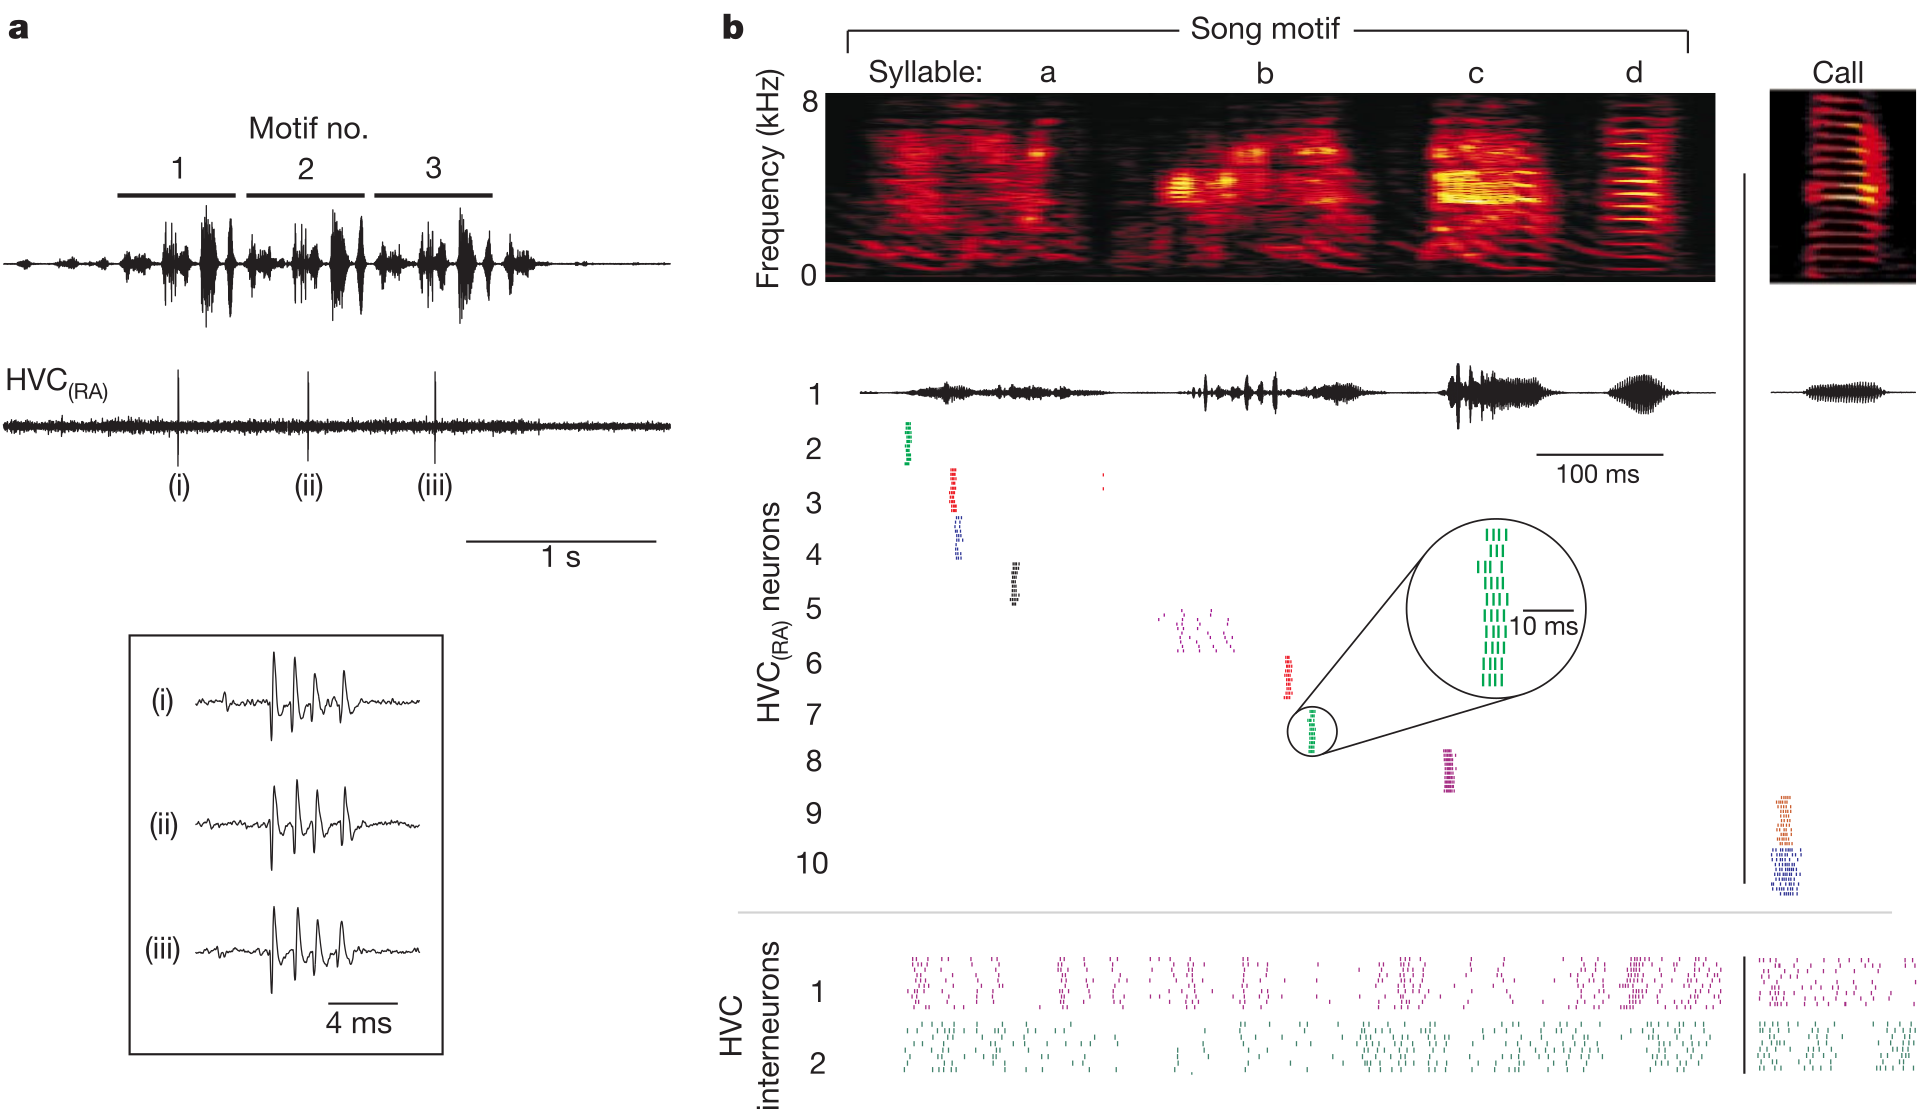 a
Motif no.
1 2 3
HVC(RA)
(i) (ii) (iii)
1 s
(i)
(ii)
(iii)
4 ms
b
Song motif
Syllable: a b c d
Call
Frequency (kHz)
8
0
1
2
3
4
5
6
7
8
9
10
HVC(RA) neurons
100 ms
10 ms
HVC
interneurons
1
2